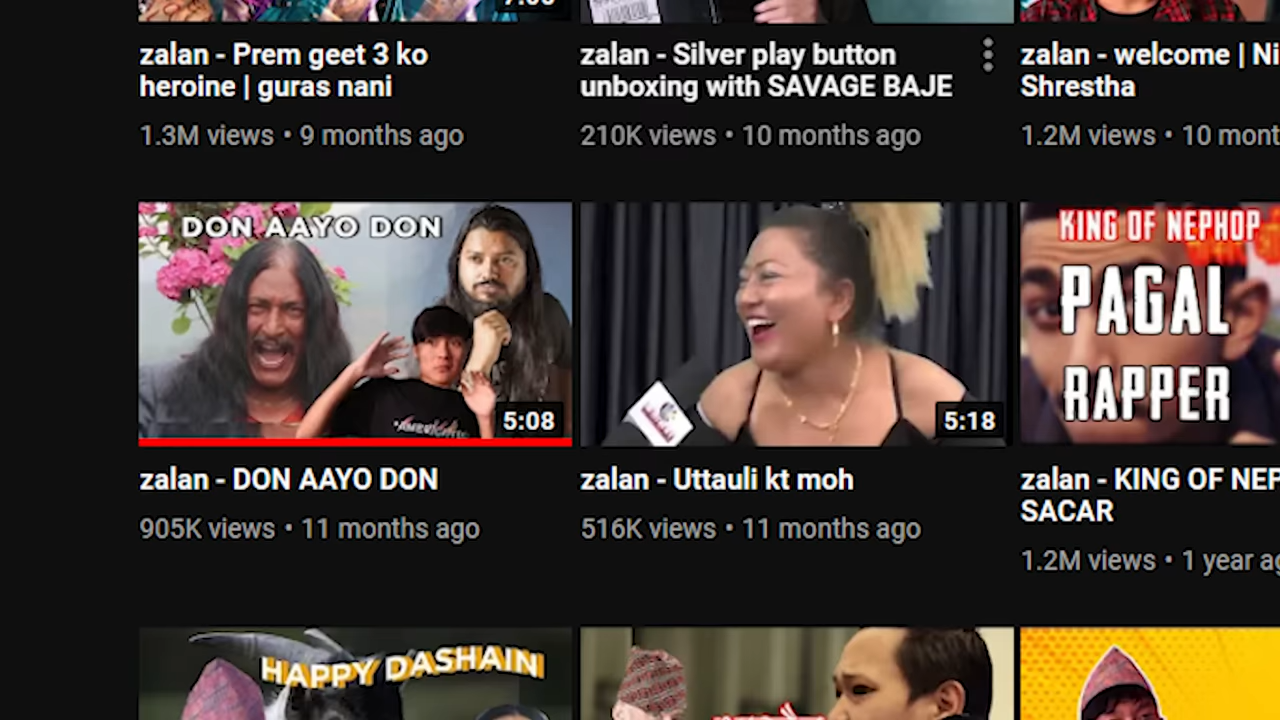 zalan - Prem geet 3 ko
heroine | guras nani
1.3M views • 9 months ago
zalan - Silver play button
unboxing with SAVAGE BAJE
210K views • 10 months ago
zalan - welcome | Ni
Shrestha
1.2M views • 10 mont
DON AAYO DON
5:08
zalan - DON AAYO DON
905K views • 11 months ago
5:18
zalan - Uttauli kt moh
516K views • 11 months ago
KING OF NEPHOP
PAGAL
RAPPER
zalan - KING OF NEP
SACAR
1.2M views • 1 year ag
HAPPY DASHAIN